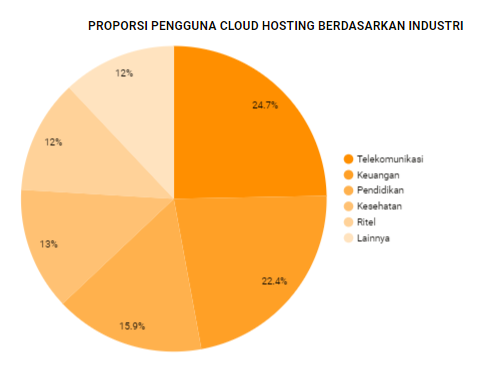 PROPORSI PENGGUNA CLOUD HOSTING BERDASARKAN INDUSTRI
12%
24.7%
12%
13%
22.4%
15.9%
Telekomunikasi
Keuangan
Pendidikan
Kesehatan
Ritel
Lainnya